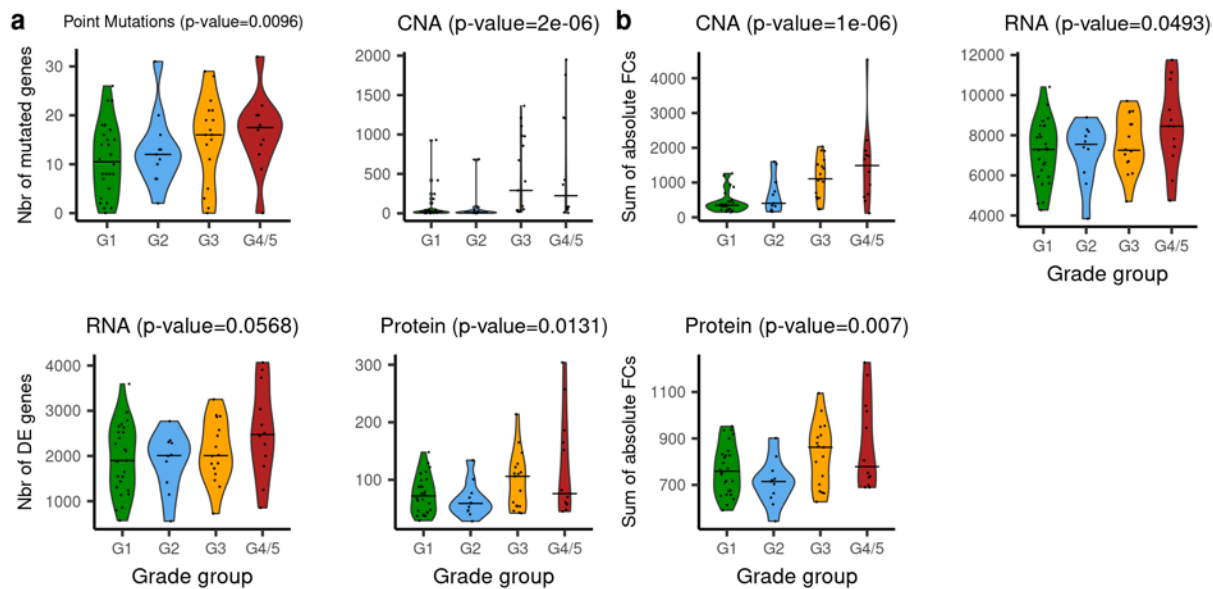 a
Point Mutations (p-value=0.0096)
Nbr of mutated genes
30
20
10
0
G1 G2 G3 G4/5
CNA (p-value=2e-06)
2000
1500
1000
500
0
G1 G2 G3 G4/5
b
CNA (p-value=1e-06)
Sum of absolute FCs
4000
3000
2000
1000
0
G1 G2 G3 G4/5
RNA (p-value=0.0493)
12000
10000
8000
6000
4000
G1 G2 G3 G4/5
Grade group
RNA (p-value=0.0568)
Nbr of DE genes
4000
3000
2000
1000
G1 G2 G3 G4/5
Grade group
Protein (p-value=0.0131)
300
200
100
G1 G2 G3 G4/5
Grade group
Protein (p-value=0.007)
Sum of absolute FCs
1100
900
700
G1 G2 G3 G4/5
Grade group